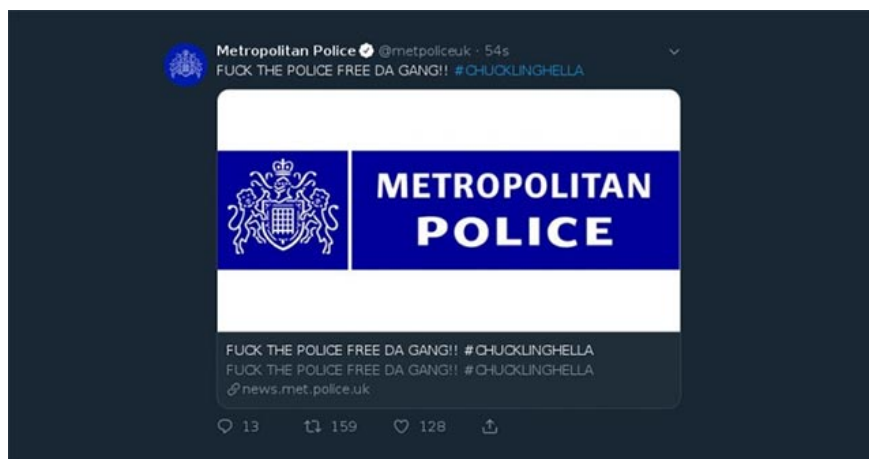 Metropolitan Police @metpoliceuk · 54s
FUCK THE POLICE FREE DA GANG!! #CHUCKLINGHELLA
METROPOLITAN
POLICE
FUCK THE POLICE FREE DA GANG!! #CHUCKLINGHELLA
FUCK THE POLICE FREE DA GANG!! #CHUCKLINGHELLA
news.met.police.uk
13 159 128